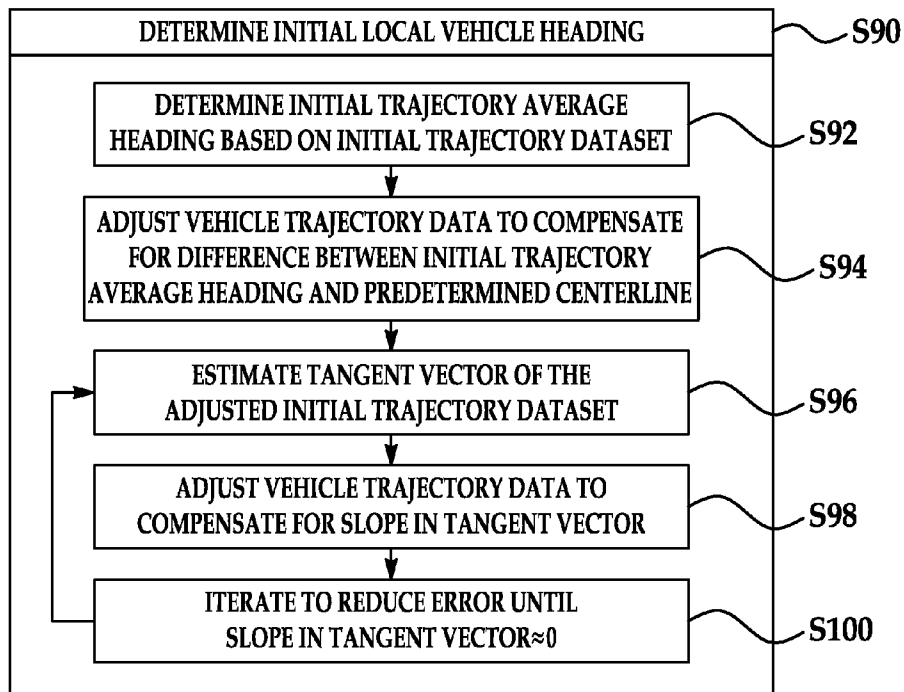 DETERMINE INITIAL LOCAL VEHICLE HEADING
S90
DETERMINE INITIAL TRAJECTORY AVERAGE
HEADING BASED ON INITIAL TRAJECTORY DATASET
S92
ADJUST VEHICLE TRAJECTORY DATA TO COMPENSATE
FOR DIFFERENCE BETWEEN INITIAL TRAJECTORY
AVERAGE HEADING AND PREDETERMINED CENTERLINE
S94
ESTIMATE TANGENT VECTOR OF THE
ADJUSTED INITIAL TRAJECTORY DATASET
S96
ADJUST VEHICLE TRAJECTORY DATA TO
COMPENSATE FOR SLOPE IN TANGENT VECTOR
S98
ITERATE TO REDUCE ERROR UNTIL
SLOPE IN TANGENT VECTOR≈0
S100